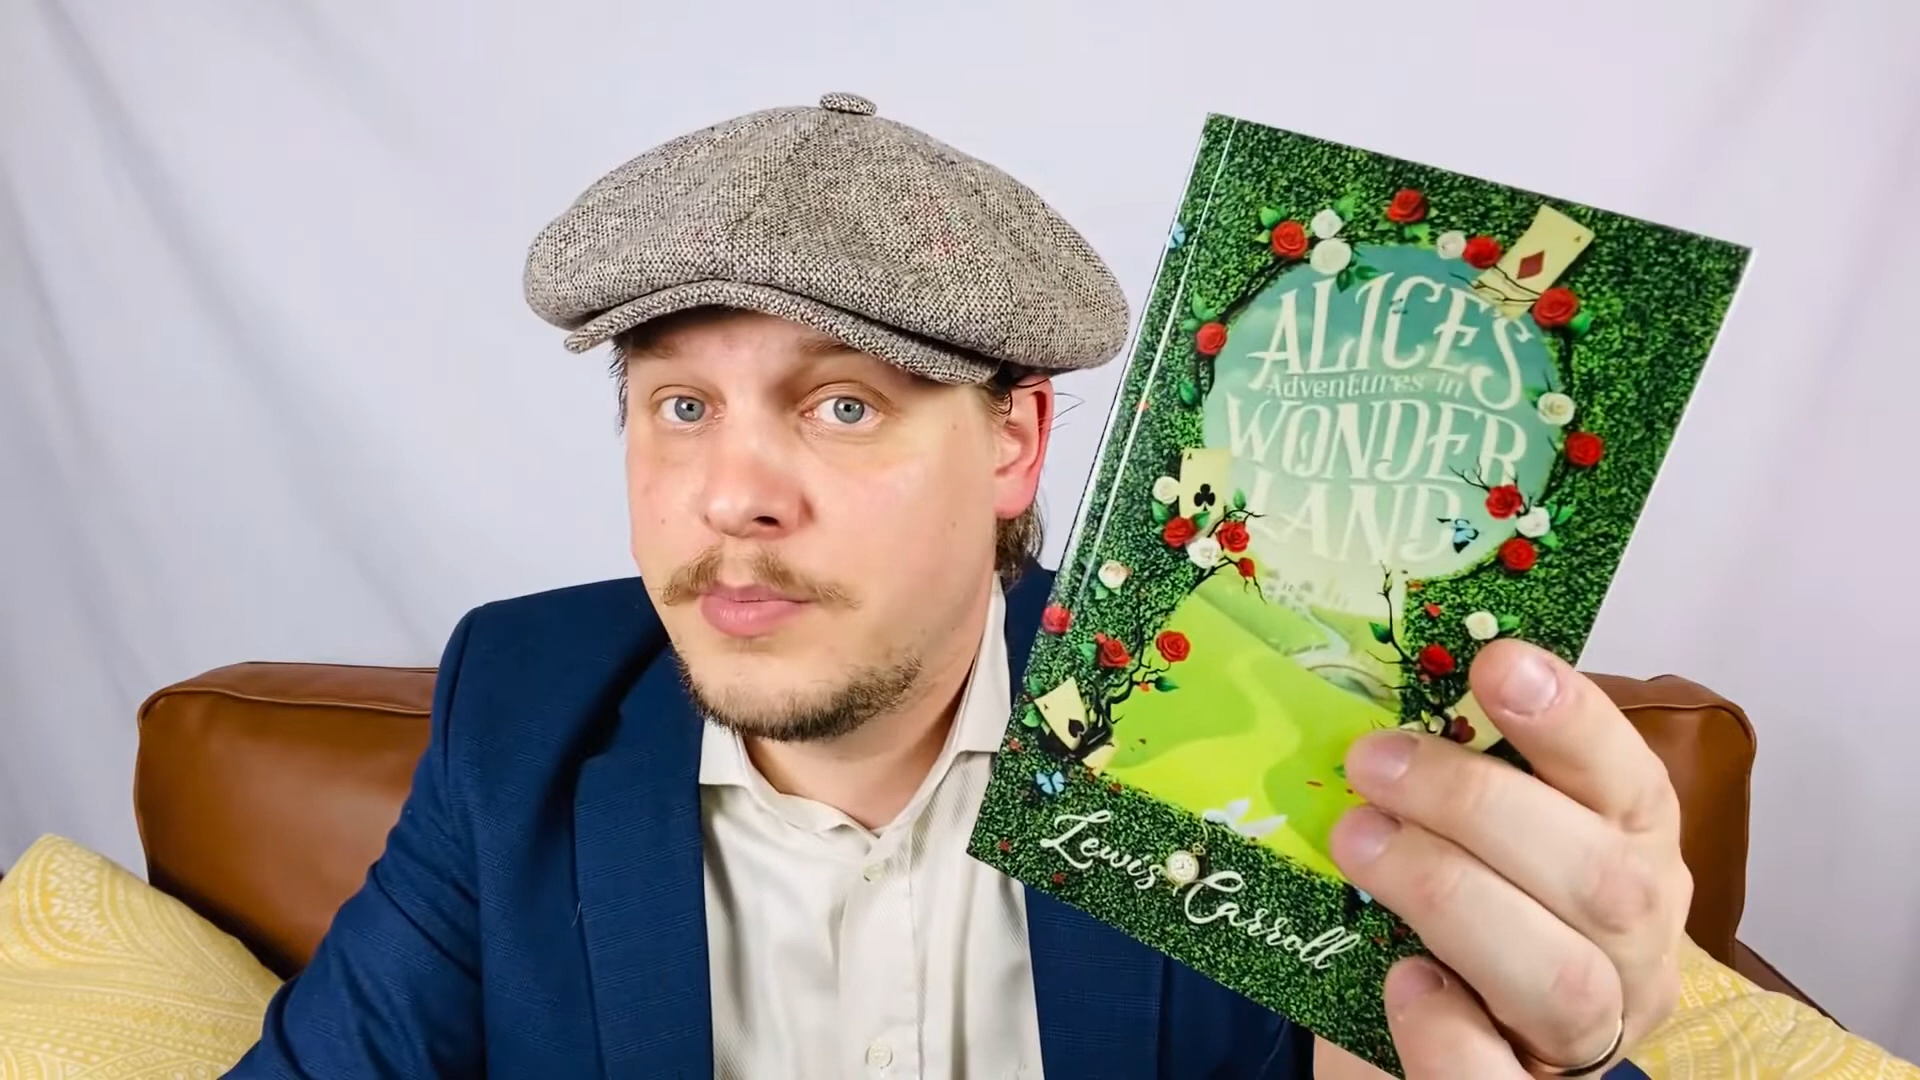 ALICE'S
Adventures in
WONDER
LAND
Lewis Carroll